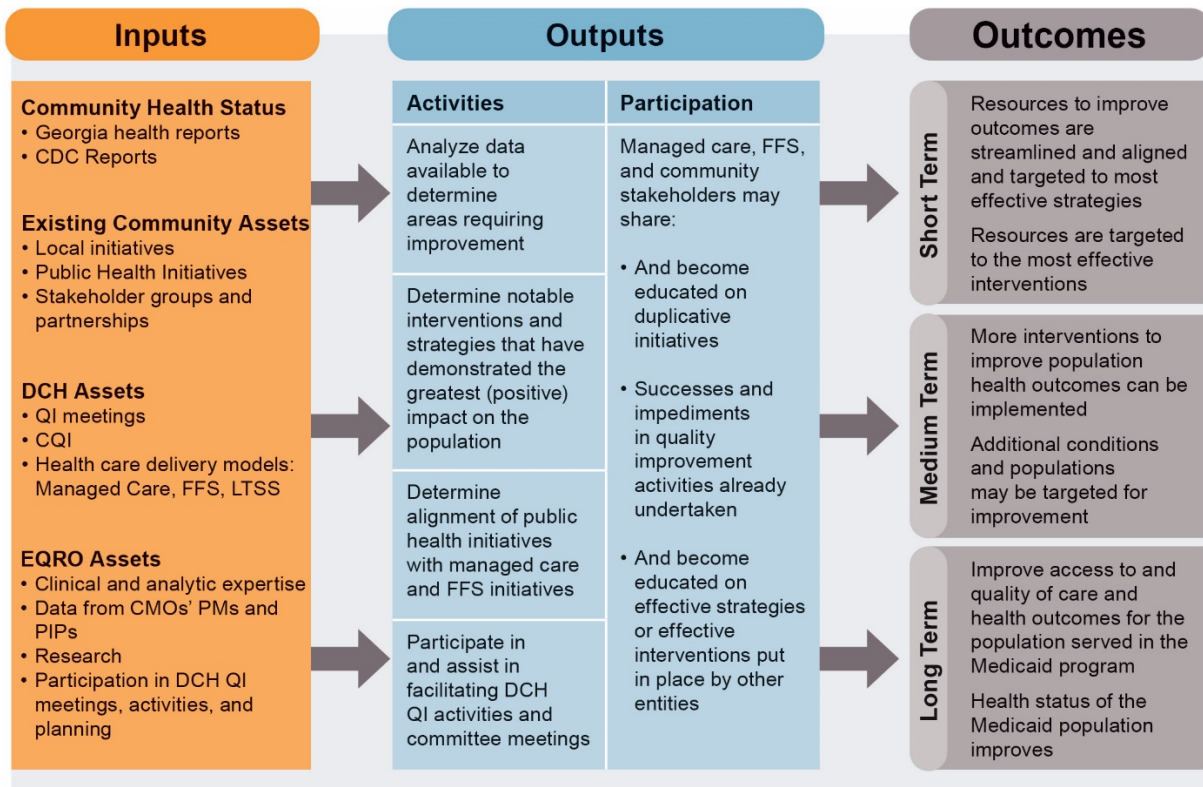 Inputs
Community Health Status
• Georgia health reports
• CDC Reports
Existing Community Assets
• Local initiatives
• Public Health Initiatives
• Stakeholder groups and
partnerships
DCH Assets
• QI meetings
• CQI
• Health care delivery models:
Managed Care, FFS, LTSS
EQRO Assets
• Clinical and analytic expertise
• Data from CMOs' PMs and
PIPs
• Research
• Participation in DCH QI
meetings, activities, and
planning
Outputs
Activities
Analyze data
available to
determine
areas requiring
improvement
Determine notable
interventions and
strategies that have
demonstrated the
greatest (positive)
impact on the
population
Determine
alignment of public
health initiatives
with managed care
and FFS initiatives
Participate in
and assist in
facilitating DCH
QI activities and
committee meetings
Participation
Managed care, FFS,
and community
stakeholders may
share:
• And become
educated on
duplicative
initiatives
• Successes and
impediments
in quality
improvement
activities already
undertaken
• And become
educated on
effective strategies
or effective
interventions put
in place by other
entities
Outcomes
Short Term
Resources to improve
outcomes are
streamlined and aligned
and targeted to most
effective strategies
Resources are targeted
to the most effective
interventions
Medium Term
More interventions to
improve population
health outcomes can be
implemented
Additional conditions
and populations
may be targeted for
improvement
Long Term
Improve access to and
quality of care and
health outcomes for the
population served in the
Medicaid program
Health status of the
Medicaid population
improves